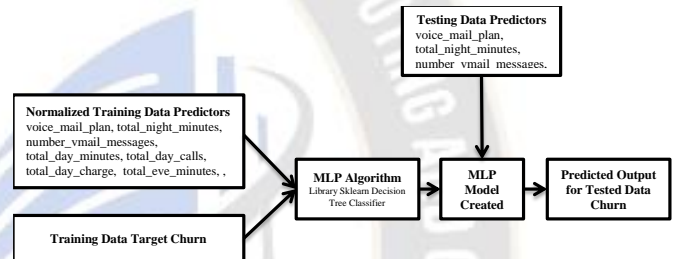 Testing Data Predictors
voice_mail_plan,
total_night_minutes,
number_vmail_messages,
Normalized Training Data Predictors
voice_mail_plan, total_night_minutes,
number_vmail_messages,
total_day_minutes, total_day_calls,
total_day_charge, total_eve_minutes, ,
MLP Algorithm
Library Sklearn Decision
Tree Classifier
MLP
Model
Created
Predicted Output
for Tested Data
Churn
Training Data Target Churn